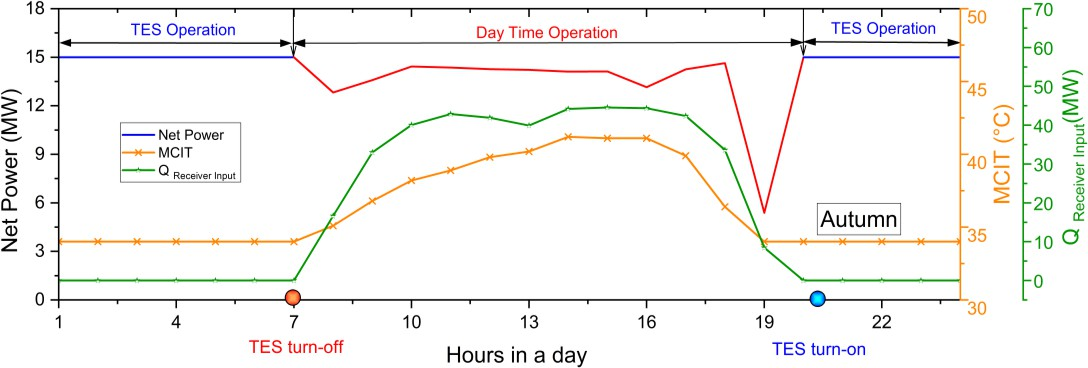 TES Operation
Day Time Operation
TES Operation
18
15
12
9
6
3
0
Net Power (MW)
Net Power
MCIT
Q Receiver Input
Autumn
50
45
40
35
30
MCIT (°C)
70
60
50
40
30
20
10
0
Q Receiver Input(MW)
1
4
7
10
13
16
19
22
TES turn-off
Hours in a day
TES turn-on